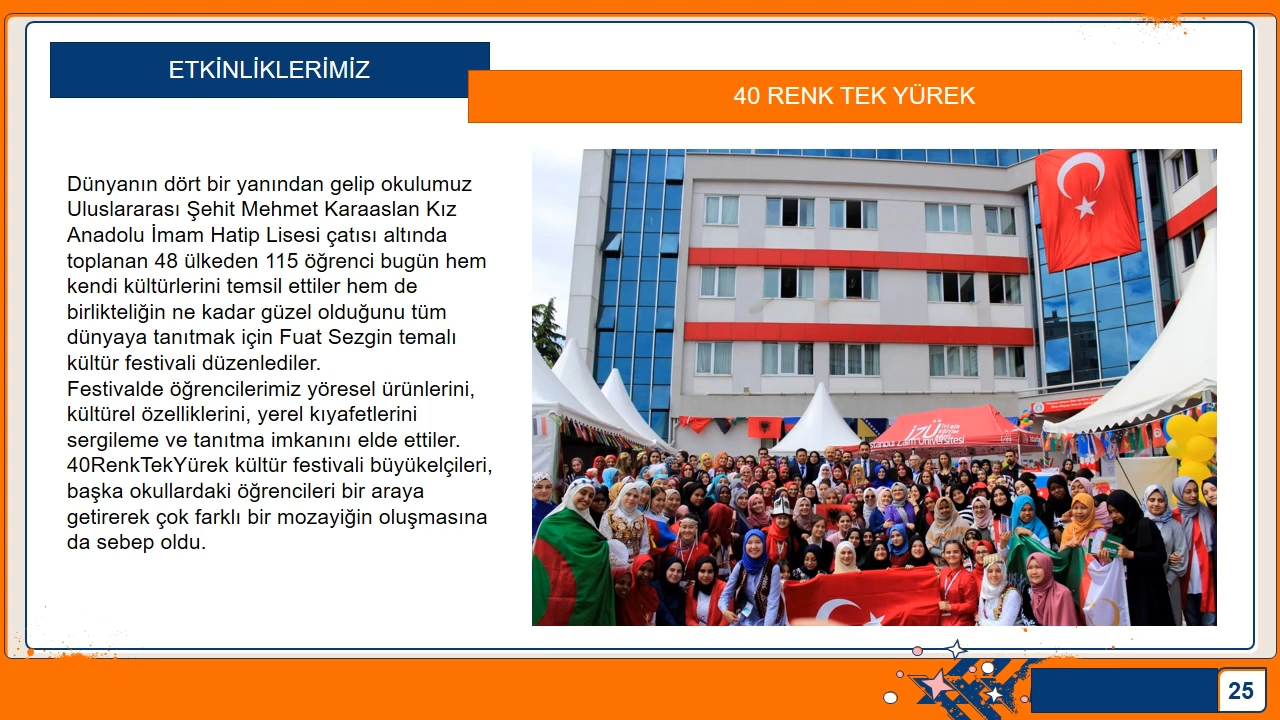 ETKİNLİKLERİMİZ
40 RENK TEK YÜREK
Dünyanın dört bir yanından gelip okulumuz
Uluslararası Şehit Mehmet Karaaslan Kız
Anadolu İmam Hatip Lisesi çatısı altında
toplanan 48 ülkeden 115 öğrenci bugün hem
kendi kültürlerini temsil ettiler hem de
birlikteliğin ne kadar güzel olduğunu tüm
dünyaya tanıtmak için Fuat Sezgin temalı
kültür festivali düzenlediler.
Festivalde öğrencilerimiz yöresel ürünlerini,
kültürel özelliklerini, yerel kıyafetlerini
sergileme ve tanıtma imkanını elde ettiler.
40RenkTekYürek kültür festivali büyükelçileri,
başka okullardaki öğrencileri bir araya
getirerek çok farklı bir mozayiğin oluşmasına
da sebep oldu.
İZÜ
İstanbul Zaim Üniversitesi
25